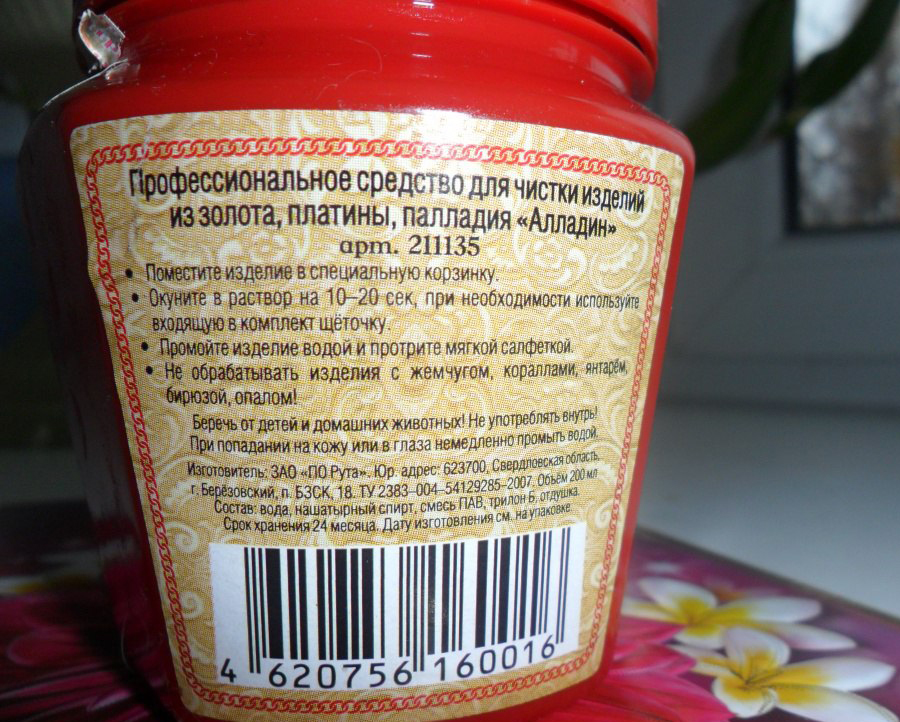 Профессиональное средство для чистки изделий
из золота, платины, палладия «Алладин»
арт. 211135
• Поместите изделие в специальную корзинку.
• Окуните в раствор на 10–20 сек, при необходимости используйте
входящую в комплект щёточку.
• Промойте изделие водой и протрите мягкой салфеткой.
• Не обрабатывать изделия с жемчугом, кораллами, янтарём,
бирюзой, опалом!
Беречь от детей и домашних животных! Не употреблять внутрь!
При попадании на кожу или в глаза немедленно промыть водой.
Изготовитель: ЗАО «ПО Рута». Юр. адрес: 623700, Свердловская область,
г. Берёзовский, п. БЗСК, 18. ТУ 2383–004–54129285–2007. Объём 200 мл
Состав: вода, нашатырный спирт, смесь ПАВ, трилон Б, отдушка.
Срок хранения 24 месяца. Дату изготовления см. на упаковке.
4 620756 160016